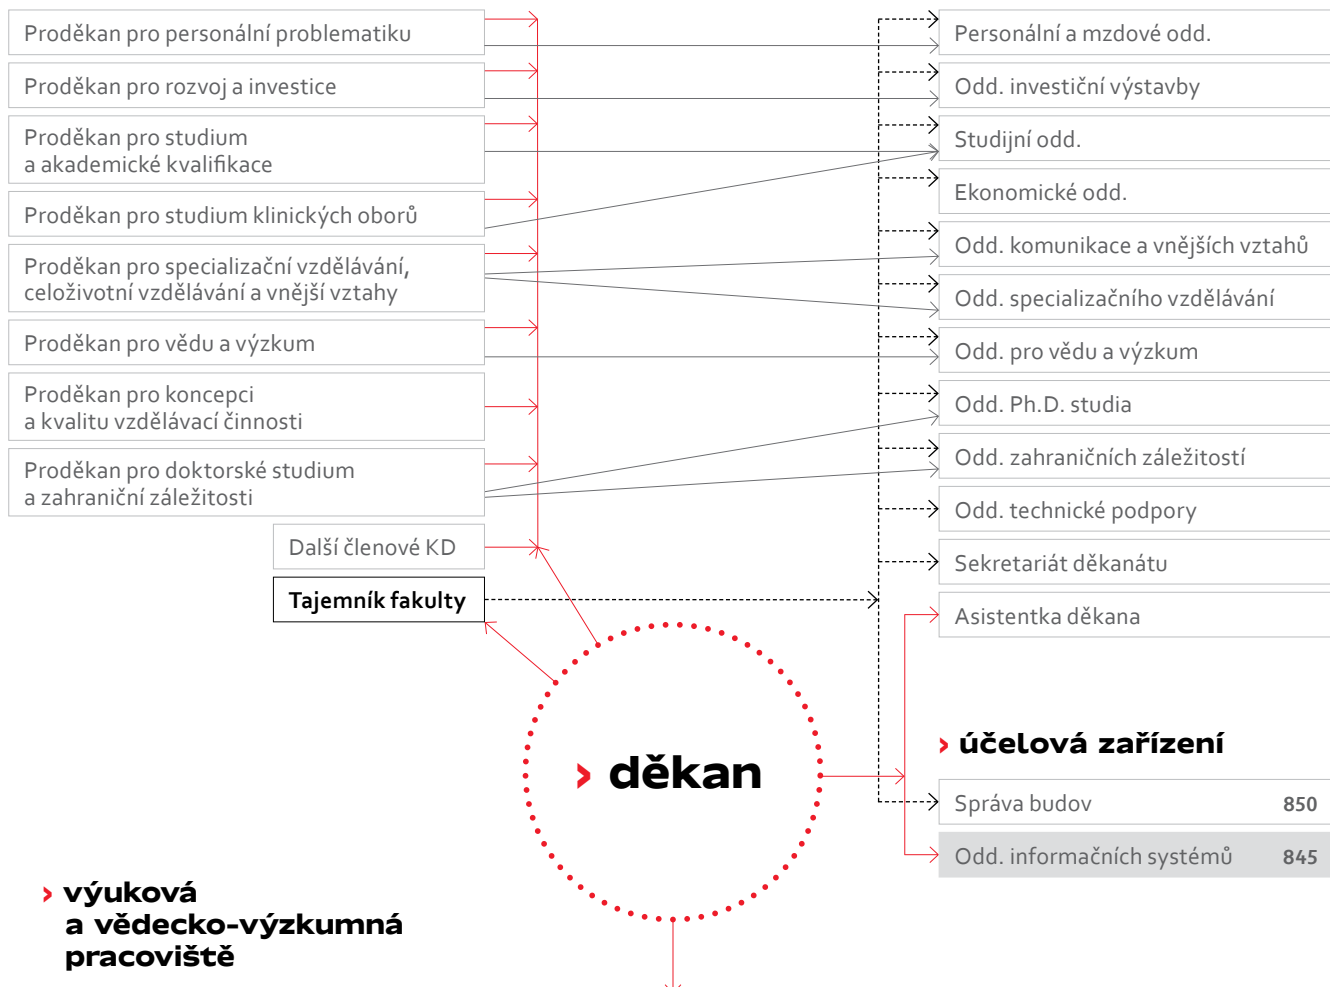 Proděkan pro personální problematiku
Proděkan pro rozvoj a investice
Proděkan pro studium
a akademické kvalifikace
Proděkan pro studium klinických oborů
Proděkan pro specializační vzdělávání,
celoživotní vzdělávání a vnější vztahy
Proděkan pro vědu a výzkum
Proděkan pro koncepci
a kvalitu vzdělávací činnosti
Proděkan pro doktorské studium
a zahraniční záležitosti
Další členové KD
Tajemník fakulty
Personální a mzdové odd.
Odd. investiční výstavby
Studijní odd.
Ekonomické odd.
Odd. komunikace a vnějších vztahů
Odd. specializačního vzdělávání
Odd. pro vědu a výzkum
Odd. Ph.D. studia
Odd. zahraničních záležitostí
Odd. technické podpory
Sekretariát děkanátu
Asistentka děkana
› děkan
› účelová zařízení
Správa budov 850
Odd. informačních systémů 845
› výuková
a vědecko-výzkumná
pracoviště